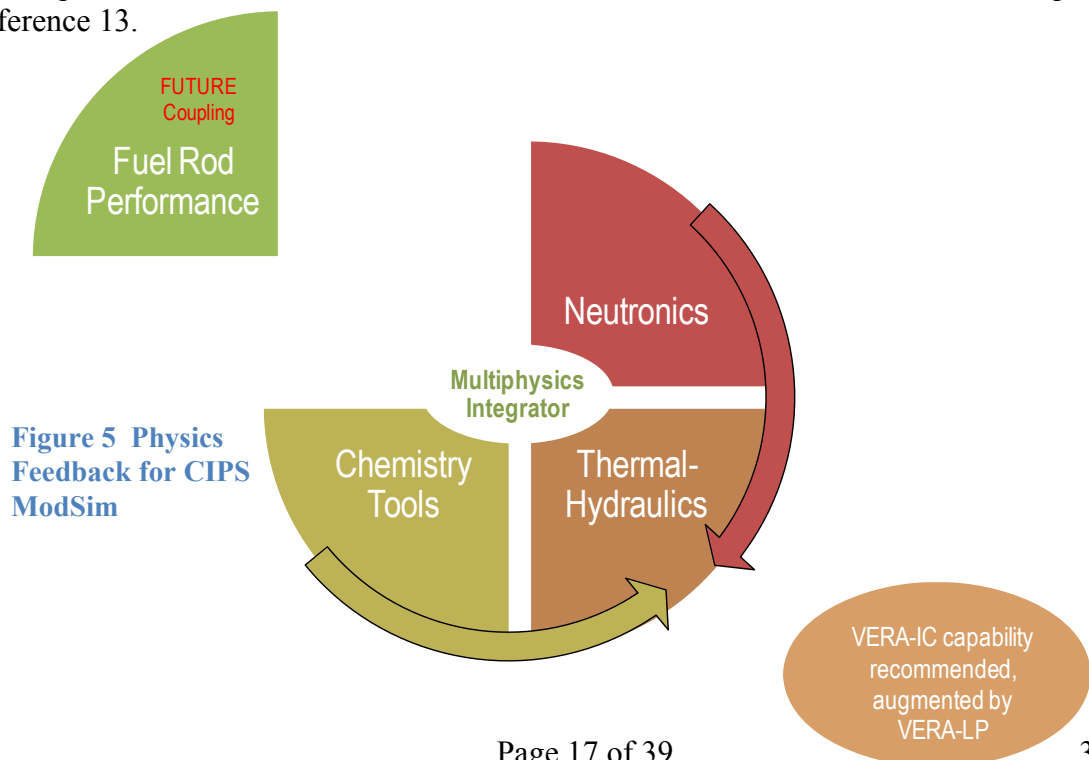 ference 13.
FUTURE
Coupling
Fuel Rod
Performance
Neutronics
Multiphysics
Integrator
Figure 5 Physics
Feedback for CIPS
ModSim
Chemistry
Tools
Thermal-
Hydraulics
VERA-IC capability
recommended,
augmented by
VERA-LP
Page 17 of 39
3